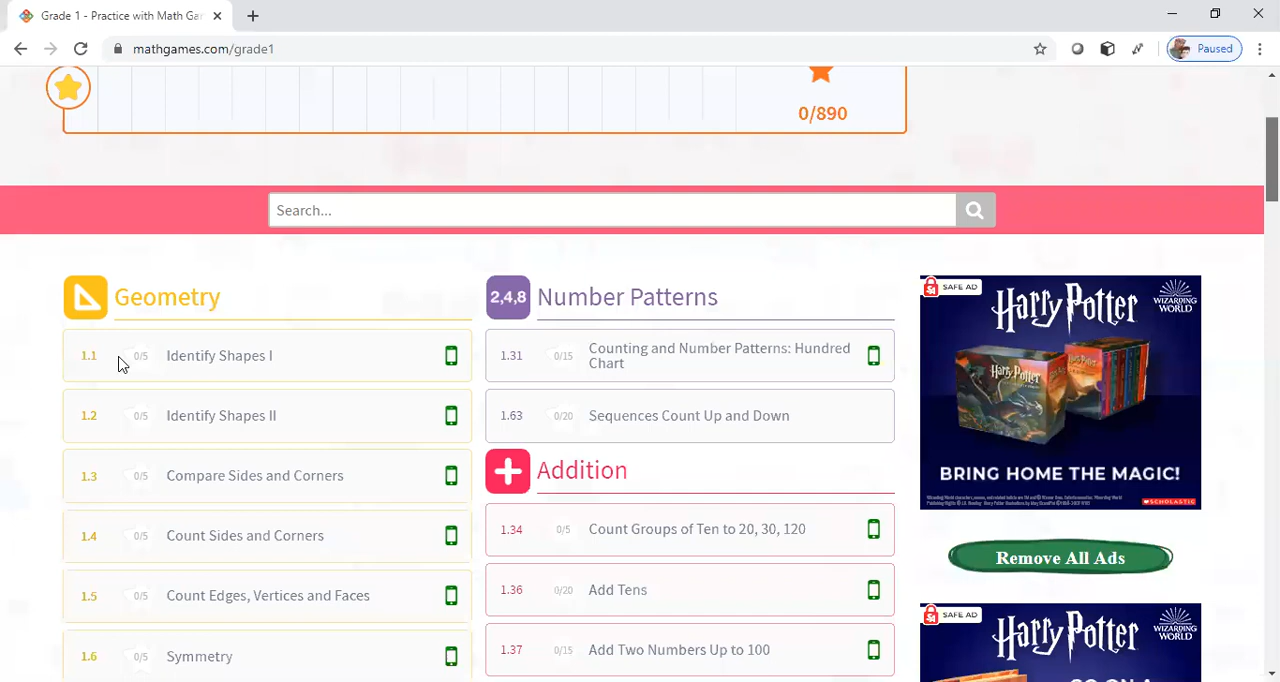 Grade 1 - Practice with Math Gar
mathgames.com/grade1
Paused
0/890
Search...
Geometry
1.1 0/5 Identify Shapes I
1.2 0/5 Identify Shapes II
1.3 0/5 Compare Sides and Corners
1.4 0/5 Count Sides and Corners
1.5 0/5 Count Edges, Vertices and Faces
1.6 0/5 Symmetry
2,4,8 Number Patterns
1.31 0/15 Counting and Number Patterns: Hundred
Chart
1.63 0/20 Sequences Count Up and Down
Addition
1.34 0/5 Count Groups of Ten to 20, 30, 120
1.36 0/20 Add Tens
1.37 0/15 Add Two Numbers Up to 100
SAFE AD
Harry Potter
WIZARDING
WORLD
BRING HOME THE MAGIC!
SCHOLASTIC
Remove All Ads
SAFE AD
Harry Potter
WIZARDING
WORLD